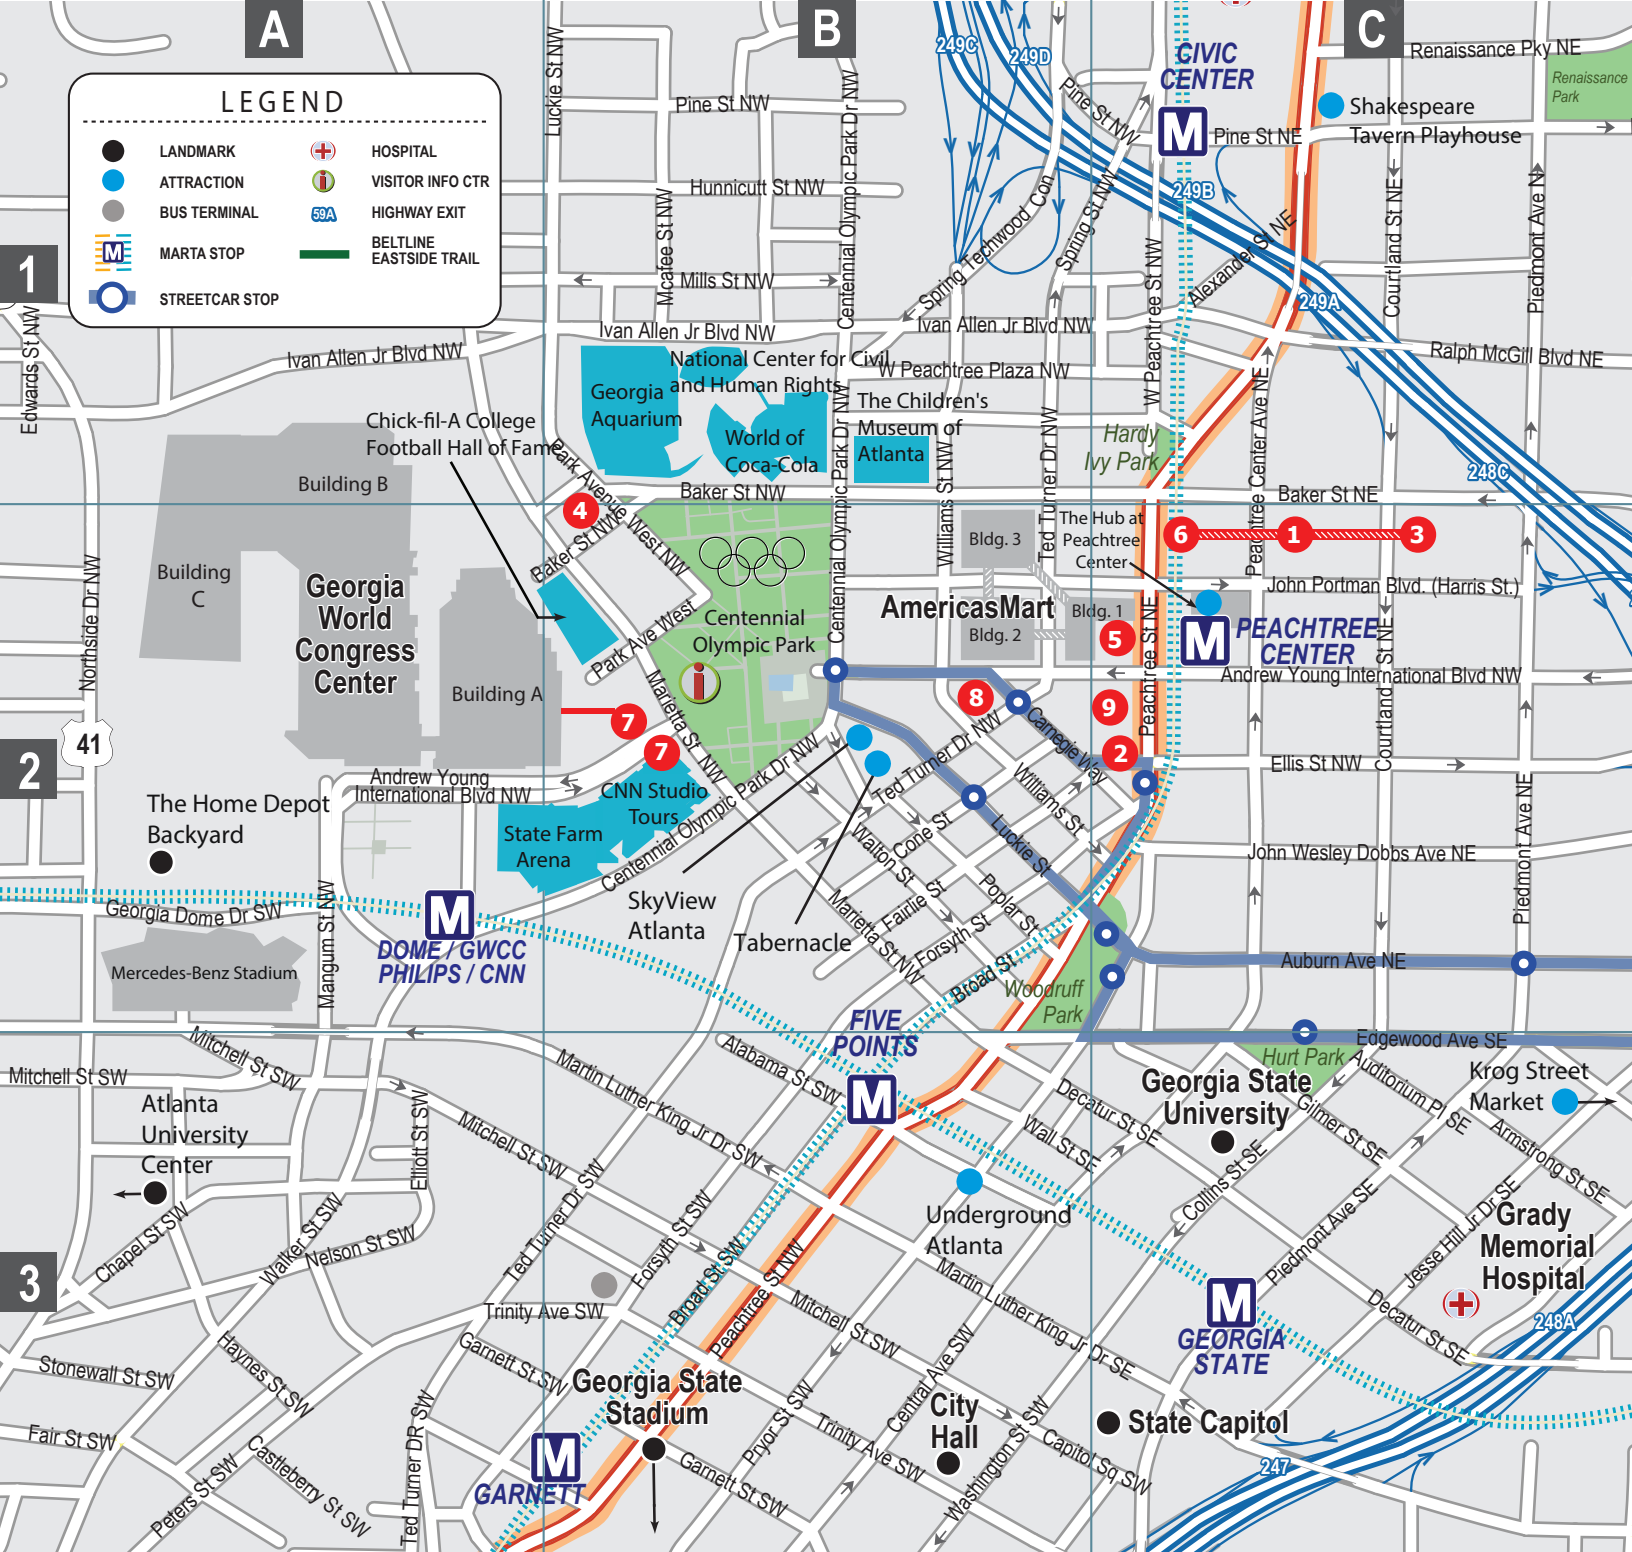 A
B
C
1
2
3
LEGEND
LANDMARK
ATTRACTION
BUS TERMINAL
M
MARTA STOP
STREETCAR STOP
HOSPITAL
i
VISITOR INFO CTR
59A
HIGHWAY EXIT
BELTLINE
EASTSIDE TRAIL
249C
249D
CIVIC
CENTER
M
Renaissance Pky NE
Renaissance
Park
Shakespeare
Tavern Playhouse
Pine St NE
Pine St NW
Pine St NW
Luckie St NW
Centennial Olympic Park Dr NW
Hunnicutt St NW
Mcafee St NW
Mills St NW
Ivan Allen Jr Blvd NW
Ivan Allen Jr Blvd NW
Ivan Allen Jr Blvd NW
Spring Techwood Con
Spring St NW
W Peachtree St NW
249B
Alexander St NE
249A
Courtland St NE
Piedmont Ave N
Ralph McGill Blvd NE
Edwards St NW
National Center for Civil
and Human Rights
W Peachtree Plaza NW
Georgia
Aquarium
World of
Coca-Cola
The Children's
Museum of
Atlanta
Chick-fil-A College
Football Hall of Fame
Hardy
Ivy Park
Peachtree Center Ave NE
248C
Building B
Building
C
Georgia
World
Congress
Center
Building A
Northside Dr NW
41
Park Avenue West NW
Baker St NW
Baker St NW
Baker St NE
4
Centennial Olympic Park Dr NW
Williams St NW
Ted Turner Dr NW
Bldg. 3
The Hub at
Peachtree
Center
6
1
3
John Portman Blvd. (Harris St.)
AmericasMart
Bldg. 1
Bldg. 2
5
Peachtree St NE
M
PEACHTREE
CENTER
Courtland St NE
Andrew Young International Blvd NW
Centennial
Olympic Park
Park Ave West
i
Marietta St NW
7
7
8
9
2
Carnegie Way
Ted Turner Dr NW
Williams St
Ellis St NW
Andrew Young
International Blvd NW
CNN Studio
Tours
State Farm
Arena
Centennial Olympic Park Dr NW
The Home Depot
Backyard
SkyView
Atlanta
Tabernacle
Walton St
Cone St
Luckie St
Poplar St
Fairlie St
Forsyth St
Marietta St NW
Broad St
John Wesley Dobbs Ave NE
Piedmont Ave NE
Auburn Ave NE
Woodruff
Park
Georgia Dome Dr SW
Mangum St NW
M
DOME / GWCC
PHILIPS / CNN
Mercedes-Benz Stadium
FIVE
POINTS
M
Edgewood Ave SE
Hurt Park
Mitchell St SW
Mitchell St SW
Alabama St SW
Martin Luther King Jr Dr SW
Atlanta
University
Center
Elliott St SW
Mitchell St SW
Decatur St SE
Wall St SE
Georgia State
University
Auditorium Pl SE
Gilmer St SE
Armstrong St SE
Krog Street
Market
Collins St SE
Piedmont Ave SE
Jesse Hill Jr Dr SE
Grady
Memorial
Hospital
Chapel St SW
Walker St SW
Nelson St SW
Ted Turner Dr SW
Forsyth St SW
Broad St SW
Peachtree St NW
Underground
Atlanta
Martin Luther King Jr Dr SE
M
GEORGIA
STATE
Decatur St SE
248A
Trinity Ave SW
Mitchell St SW
Garnett St SW
Stonewall St SW
Haynes St SW
Fair St SW
Castleberry St SW
Peters St SW
Ted Turner DR SW
Georgia State
Stadium
M
GARNETT
Garnett St SW
Pryor St SW
Central Ave SW
Trinity Ave SW
City
Hall
Washington St SW
Capitol Sq SW
State Capitol
247